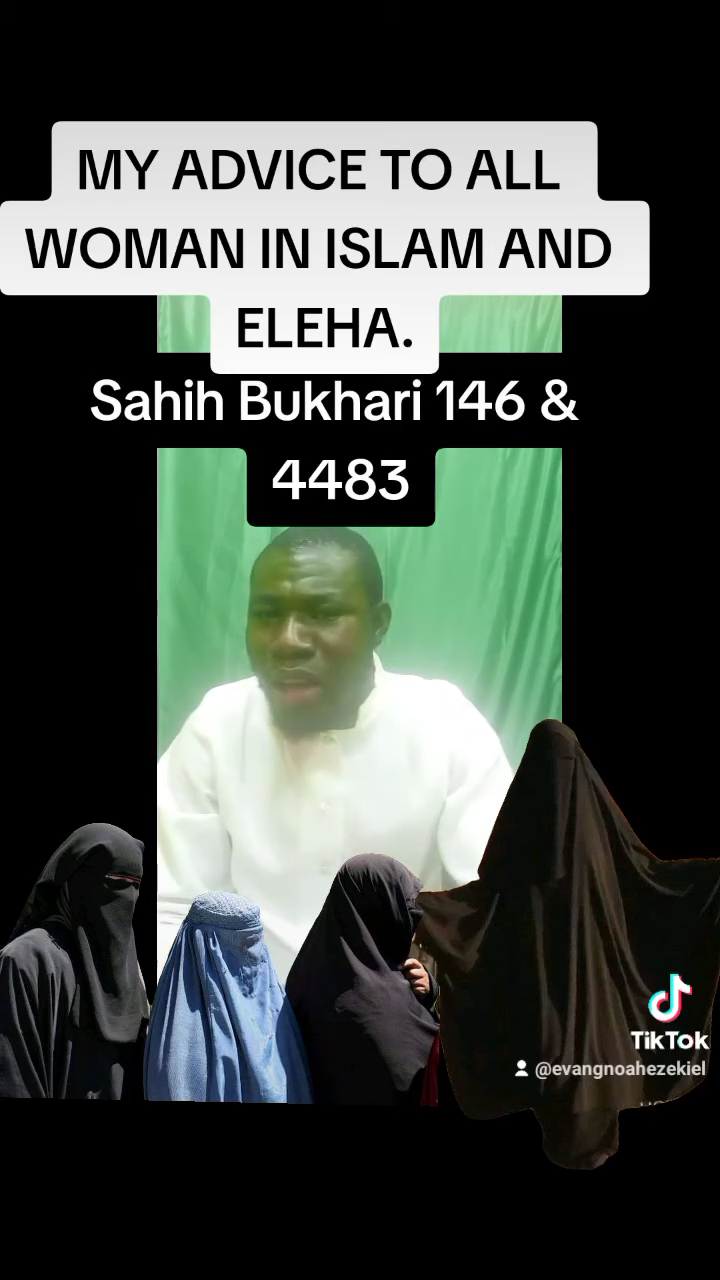 MY ADVICE TO ALL
WOMAN IN ISLAM AND
ELEHA.
Sahih Bukhari 146 &
4483
TikTok
@evangnoahezekiel